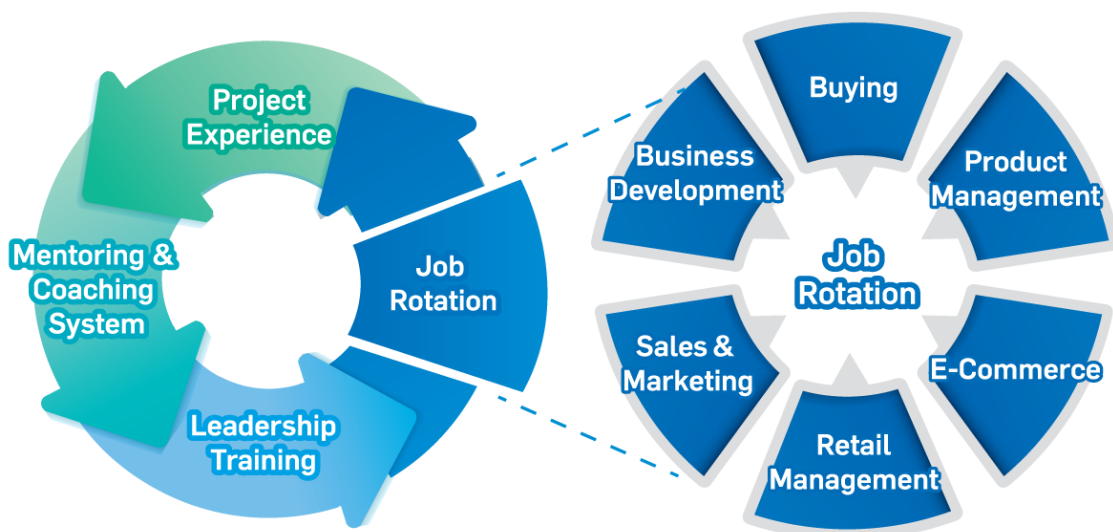 Project
Experience
Mentoring &
Coaching
System
Leadership
Training
Job
Rotation
Buying
Business
Development
Product
Management
Job
Rotation
Sales &
Marketing
E-Commerce
Retail
Management